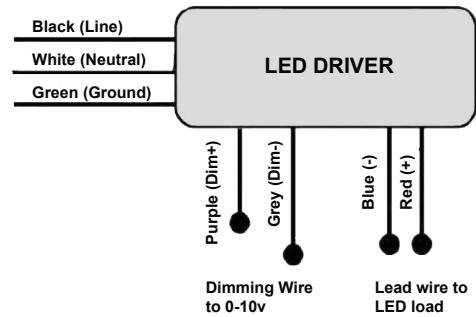 Black (Line)
White (Neutral)
Green (Ground)
LED DRIVER
Purple (Dim+)
Grey (Dim-)
Blue (-)
Red (+)
Dimming Wire
to 0-10v
Lead wire to
LED load